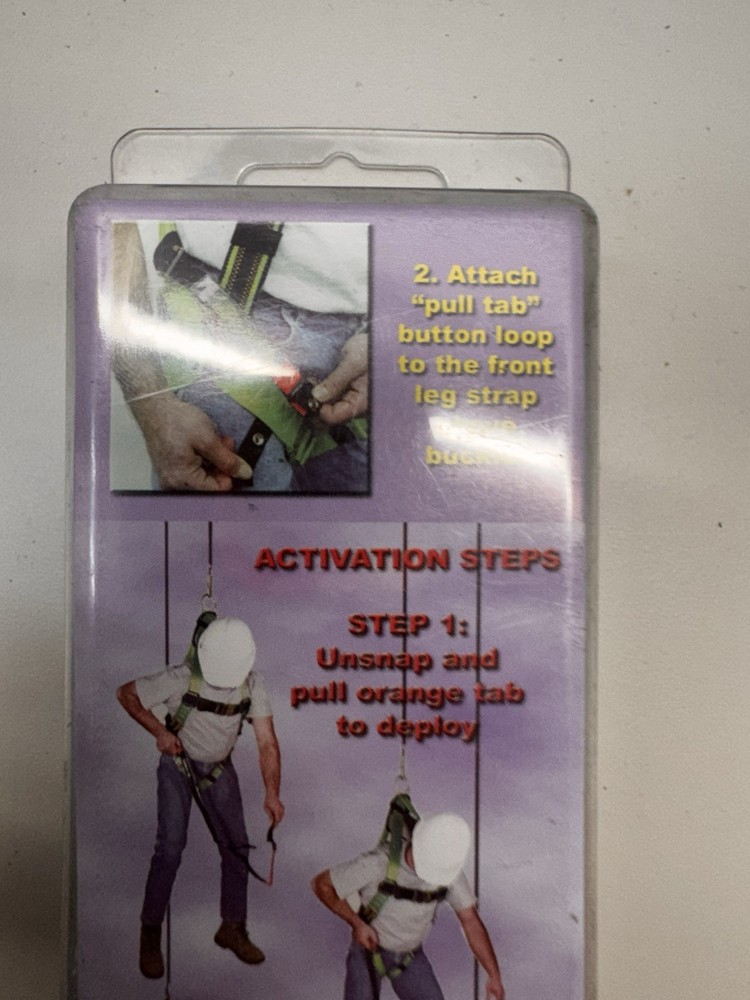 2. Attach
“pull tab”
button loop
to the front
leg strap
ACTIVATION STEPS
STEP 1:
Unsnap and
pull orange tab
to deploy